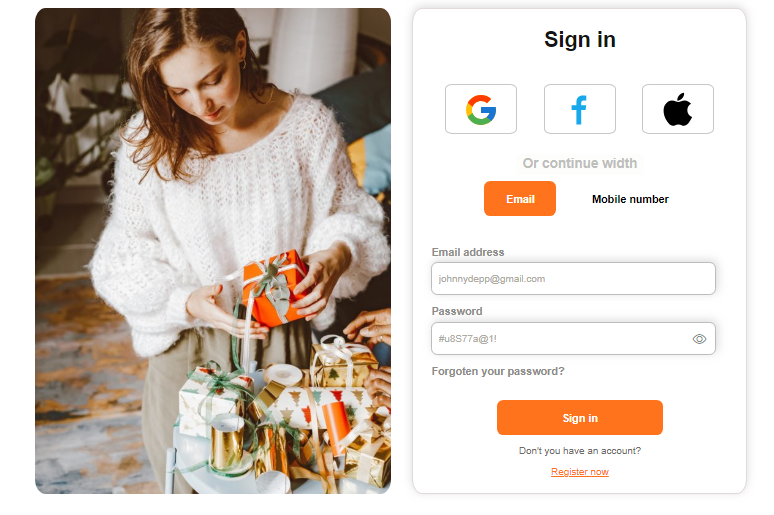 Sign in
Or continue width
Email
Mobile number
Email address
johnnydepp@gmail.com
Password
#u8S77a@1!
Forgoten your password?
Sign in
Don't you have an account?
Register now